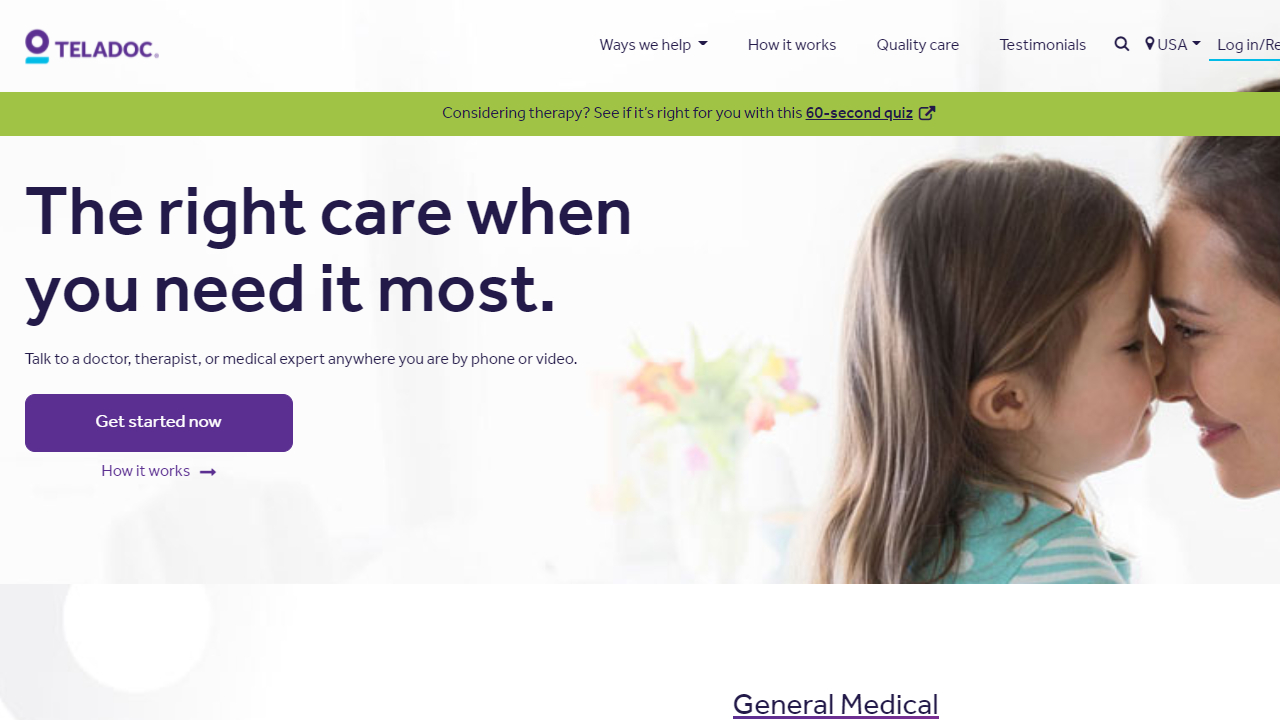 TELADOC®
Ways we help
How it works
Quality care
Testimonials
USA
Log in/Re
Considering therapy? See if it’s right for you with this 60-second quiz
The right care when
you need it most.
Talk to a doctor, therapist, or medical expert anywhere you are by phone or video.
Get started now
How it works
General Medical